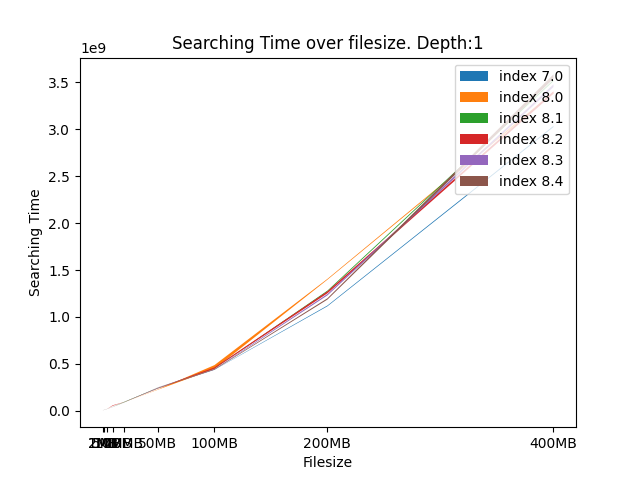 Searching Time over filesize. Depth:1
1e9
3.5
3.0
2.5
2.0
1.5
1.0
0.5
0.0
Searching Time
index 7.0
index 8.0
index 8.1
index 8.2
index 8.3
index 8.4
50MB
100MB
200MB
400MB
Filesize